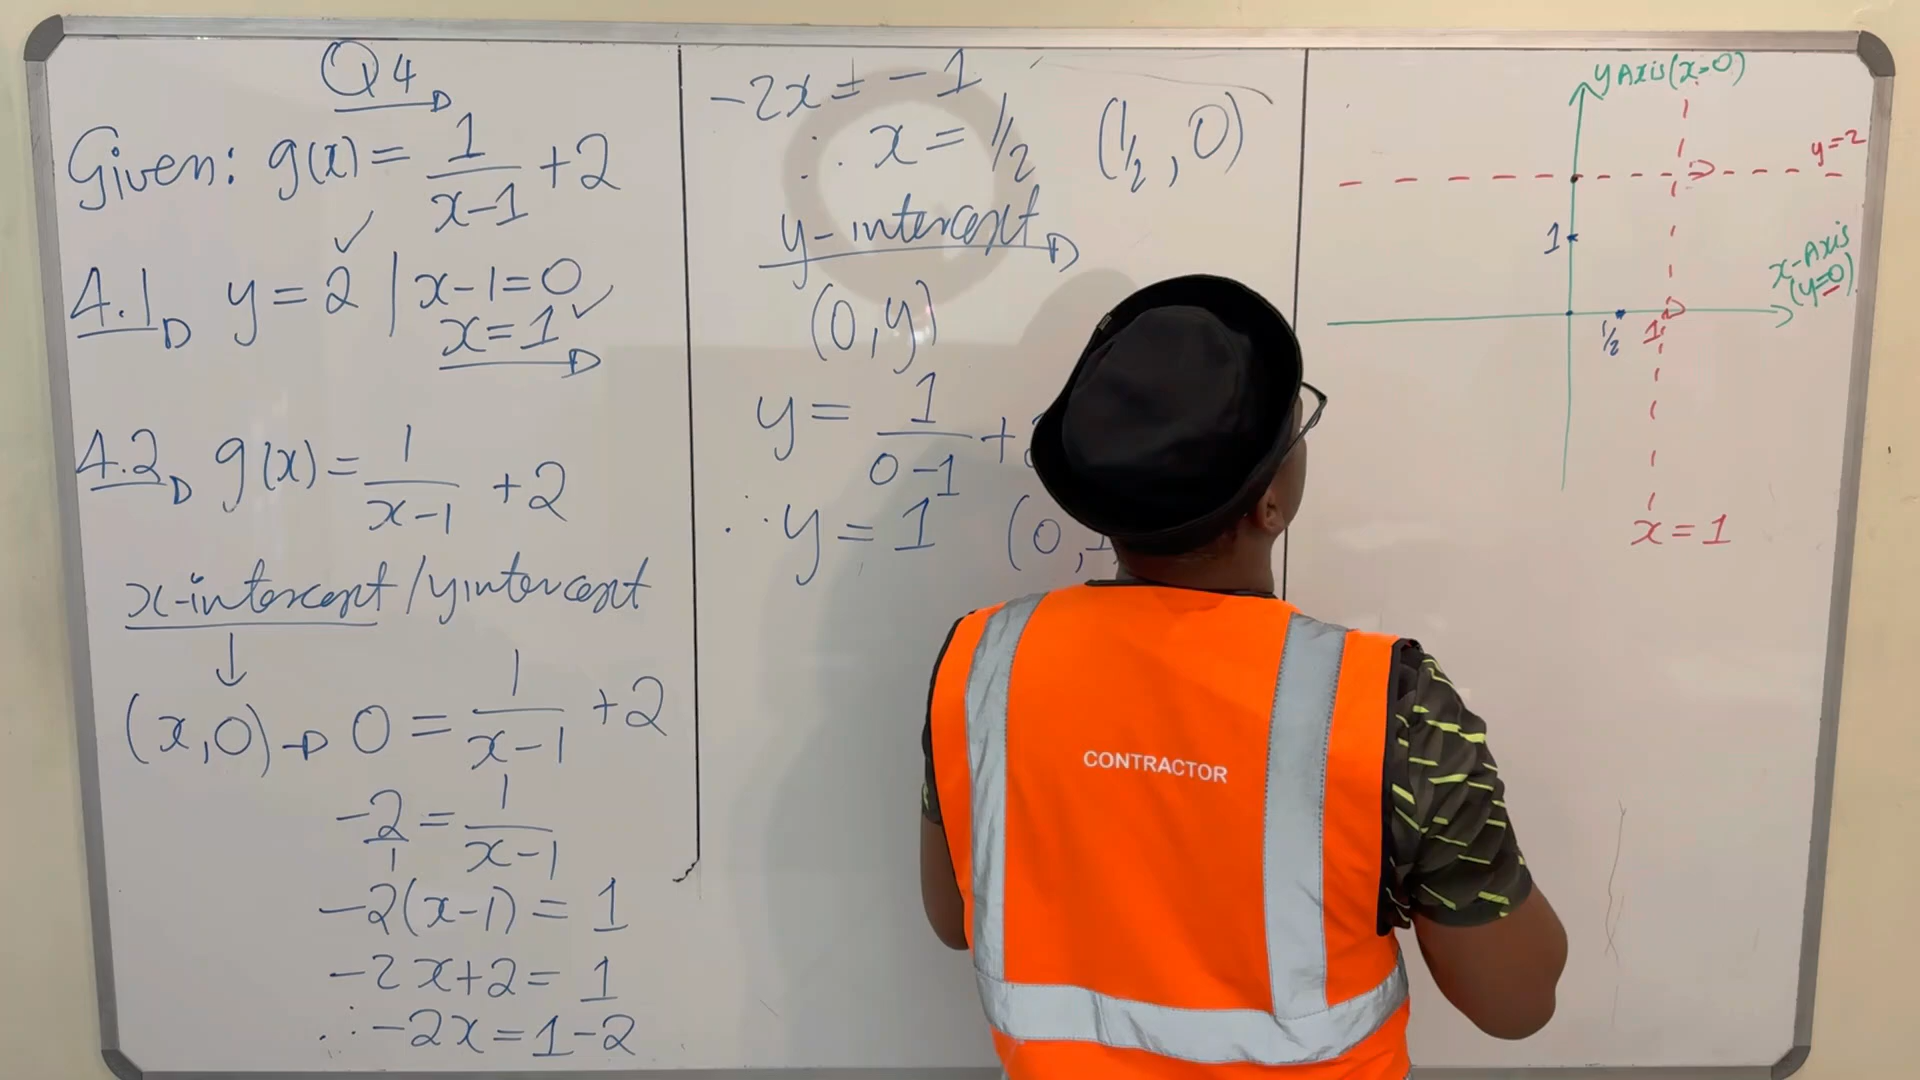 Q4
Given: g(x) = 1/(x-1) + 2
4.1 y = 2 | x-1=0
x=1
4.2 g(x) = 1/(x-1) + 2
x-intercept / y intercept
(x,0) → 0 = 1/(x-1) + 2
-2/1 = 1/(x-1)
-2(x-1) = 1
-2x+2 = 1
∴ -2x = 1-2
-2x = -1
∴ x = 1/2 (1/2, 0)
y-intercept
(0,y)
y = 1/(0-1) +
∴ y = 1 (0,1
y Axis (x=0)
y=2
1
x-Axis
(y=0)
1/2 1
x = 1
CONTRACTOR